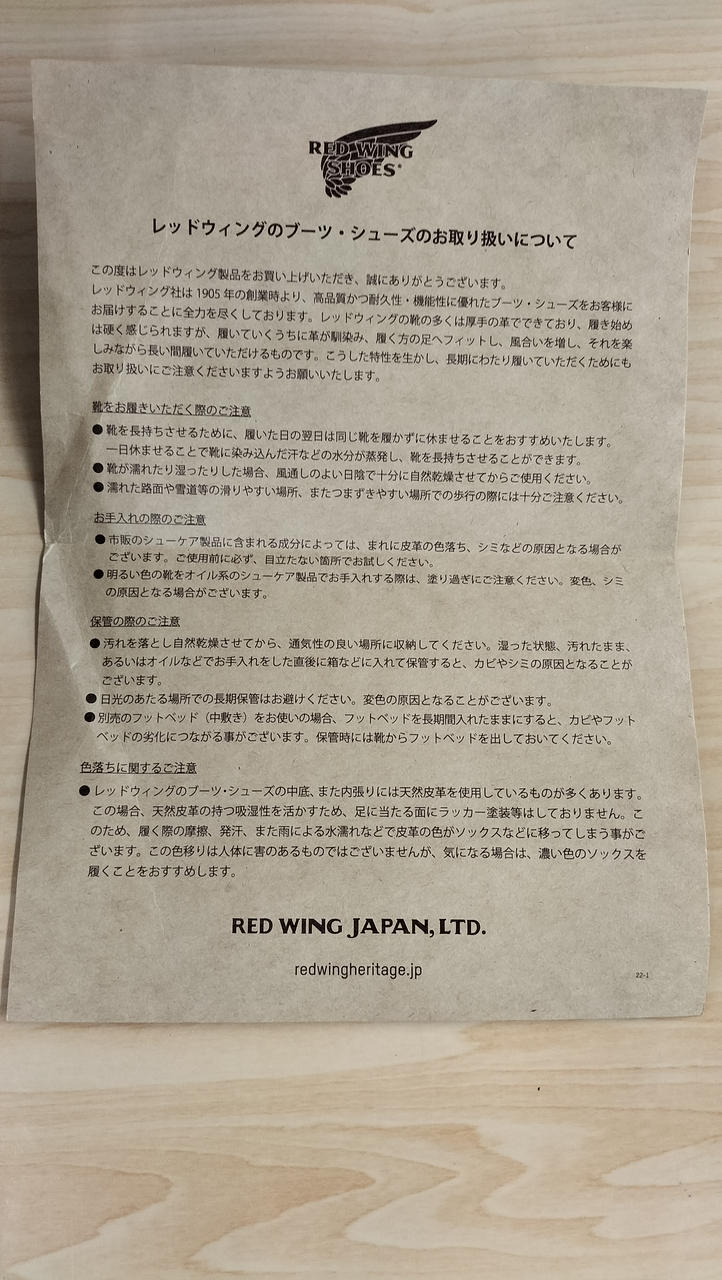 RED WING
SHOES®
レッドウィングのブーツ・シューズのお取り扱いについて
この度はレッドウィング製品をお買い上げいただき、誠にありがとうございます。
レッドウィング社は 1905 年の創業時より、高品質かつ耐久性・機能性に優れたブーツ・シューズをお客様に
お届けすることに全力を尽くしております。レッドウィングの靴の多くは厚手の革でできており、履き始め
は硬く感じられますが、履いていくうちに革が馴染み、履く方の足へフィットし、風合いを増し、それを楽
しみながら長い間履いていただけるものです。こうした特性を生かし、長期にわたり履いていただくためにも
お取り扱いにご注意くださいますようお願いいたします。
靴をお履きいただく際のご注意
●靴を長持ちさせるために、履いた日の翌日は同じ靴を履かずに休ませることをおすすめいたします。
一日休ませることで靴に染み込んだ汗などの水分が蒸発し、靴を長持ちさせることができます。
●靴が濡れたり湿ったりした場合、風通しのよい日陰で十分に自然乾燥させてからご使用ください。
●濡れた路面や雪道等の滑りやすい場所、またつまずきやすい場所での歩行の際には十分ご注意ください。
お手入れの際のご注意
●市販のシューケア製品に含まれる成分によっては、まれに皮革の色落ち、シミなどの原因となる場合が
ございます。ご使用前に必ず、目立たない箇所でお試しください。
●明るい色の靴をオイル系のシューケア製品でお手入れする際は、塗り過ぎにご注意ください。変色、シミ
の原因となる場合がございます。
保管の際のご注意
●汚れを落とし自然乾燥させてから、通気性の良い場所に収納してください。湿った状態、汚れたまま、
あるいはオイルなどでお手入れをした直後に箱などに入れて保管すると、カビやシミの原因となることが
ございます。
●日光のあたる場所での長期保管はお避けください。変色の原因となることがございます。
●別売のフットベッド（中敷き）をお使いの場合、フットベッドを長期間入れたままにすると、カビやフット
ベッドの劣化につながる事がございます。保管時には靴からフットベッドを出しておいてください。
色落ちに関するご注意
●レッドウィングのブーツ・シューズの中底、また内張りには天然皮革を使用しているものが多くあります。
この場合、天然皮革の持つ吸湿性を活かすため、足に当たる面にラッカー塗装等はしておりません。こ
のため、履く際の摩擦、発汗、また雨による水濡れなどで皮革の色がソックスなどに移ってしまう事がご
ざいます。この色移りは人体に害のあるものではございませんが、気になる場合は、濃い色のソックスを
履くことをおすすめします。
RED WING JAPAN, LTD.
redwingheritage.jp
22-1